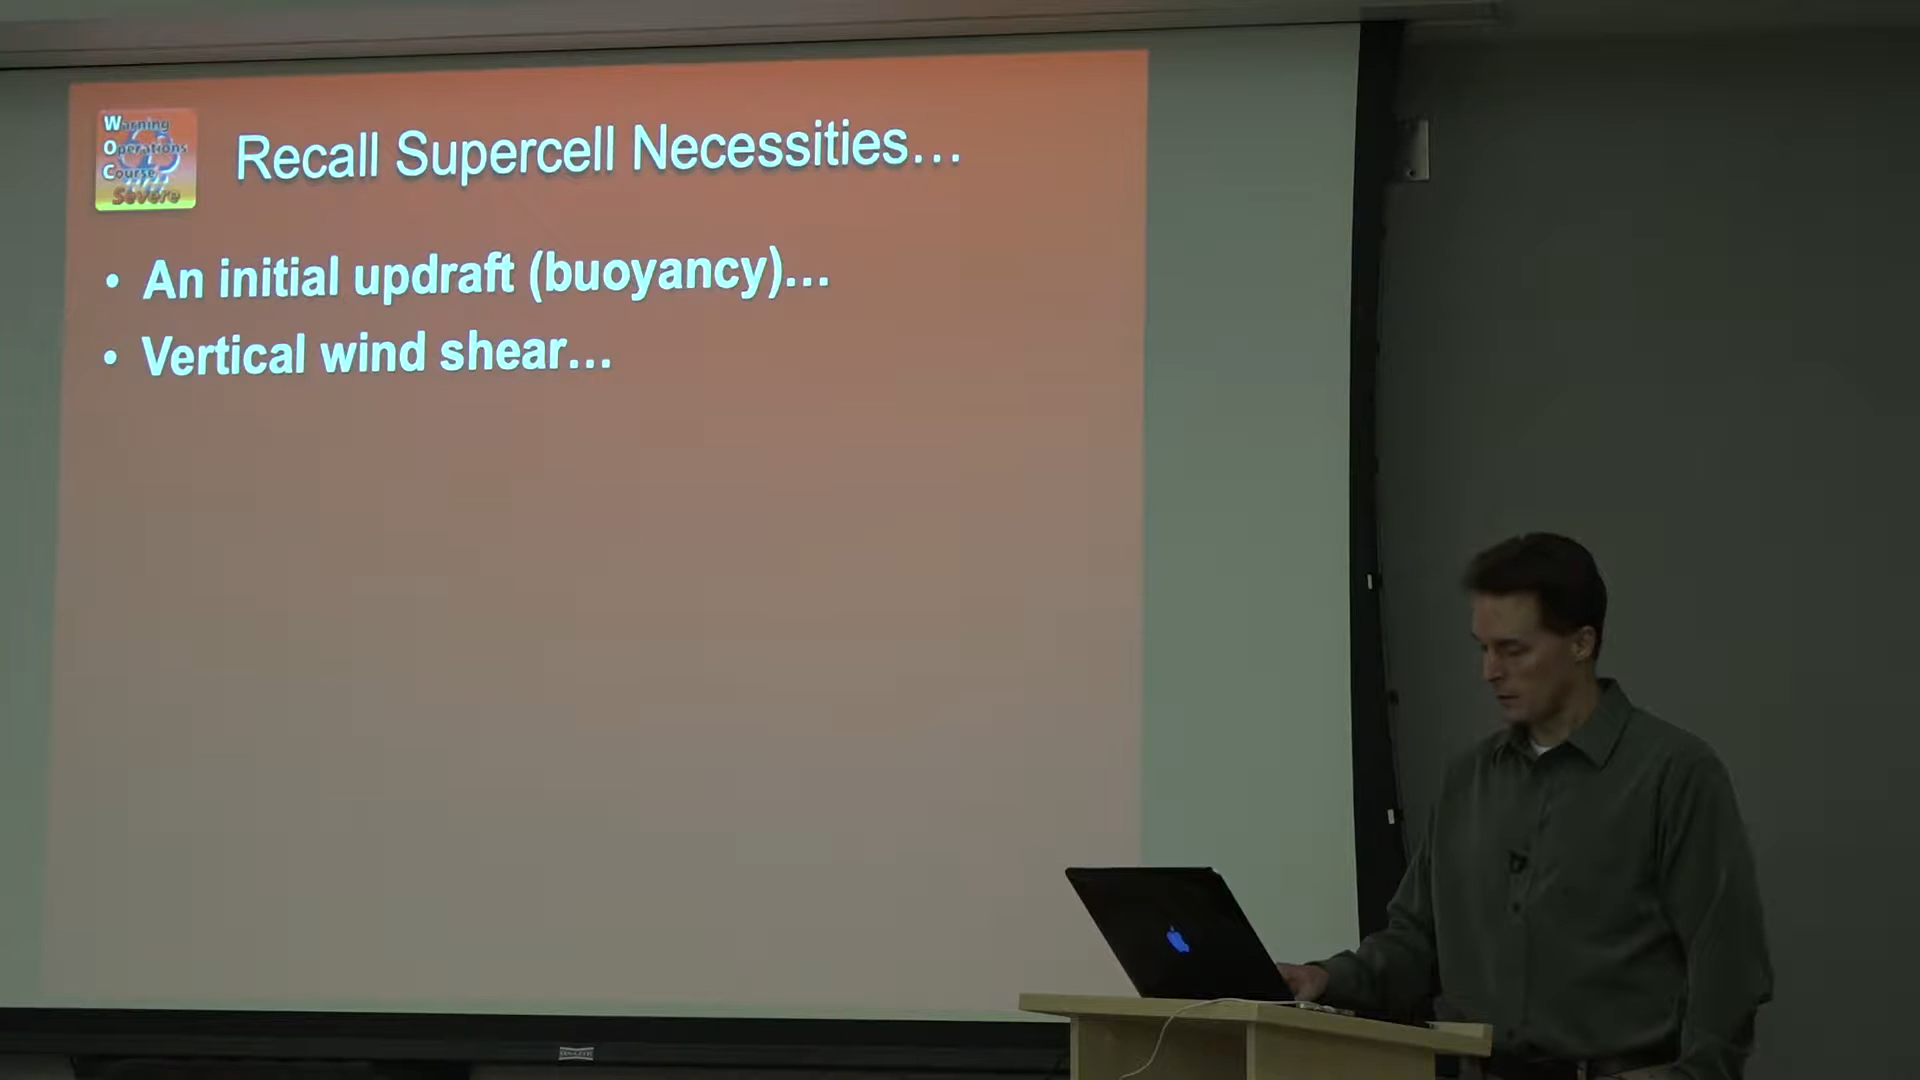 Warning
Operations
Course
Severe
Recall Supercell Necessities…
• An initial updraft (buoyancy)…
• Vertical wind shear…